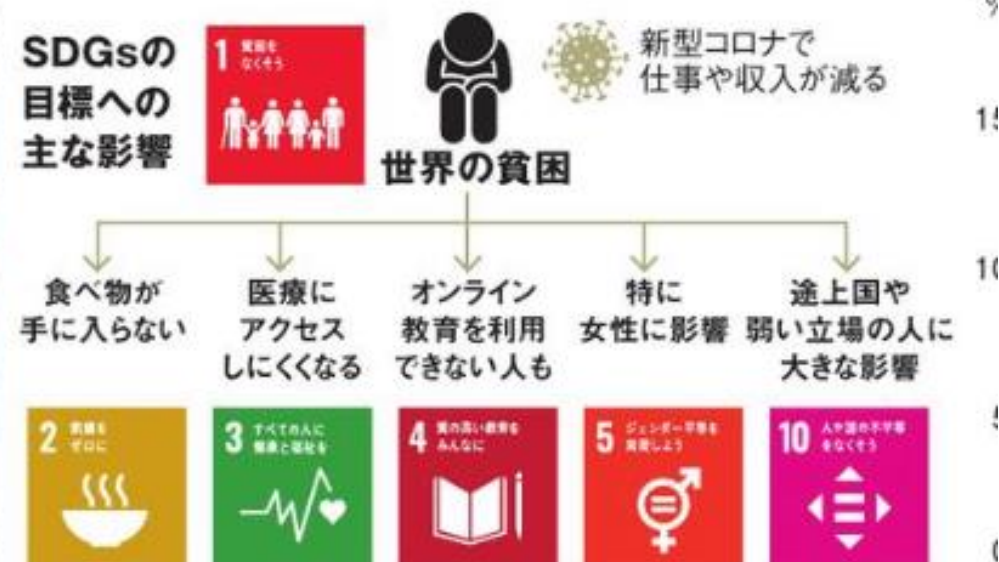 SDGsの
目標への
主な影響
1 貧困を
なくそう
新型コロナで
仕事や収入が減る
世界の貧困
食べ物が
手に入らない
医療に
アクセス
しにくくなる
オンライン
教育を利用
できない人も
特に
女性に影響
途上国や
弱い立場の人に
大きな影響
2 飢餓を
ゼロに
3 すべての人に
健康と福祉を
4 質の高い教育を
みんなに
5 ジェンダー平等を
実現しよう
10 人や国の不平等
をなくそう
%
15
10
5
0